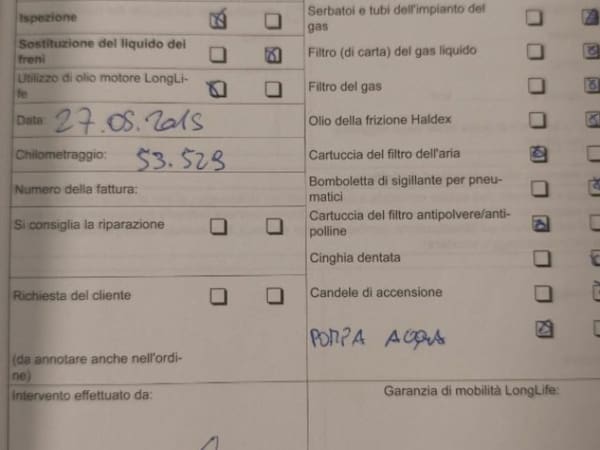 Ispezione
Sostituzione del liquido dei
freni
Utilizzo di olio motore LongLi-
fe
Data: 27.05.2015
Chilometraggio: 53.529
Numero della fattura:
Si consiglia la riparazione
Richiesta del cliente
(da annotare anche nell'ordi-
ne)
Intervento effettuato da:
Serbatoi e tubi dell'impianto del
gas
Filtro (di carta) del gas liquido
Filtro del gas
Olio della frizione Haldex
Cartuccia del filtro dell'aria
Bomboletta di sigillante per pneu-
matici
Cartuccia del filtro antipolvere/anti-
polline
Cinghia dentata
Candele di accensione
POMPA ACQUA
Garanzia di mobilità LongLife: